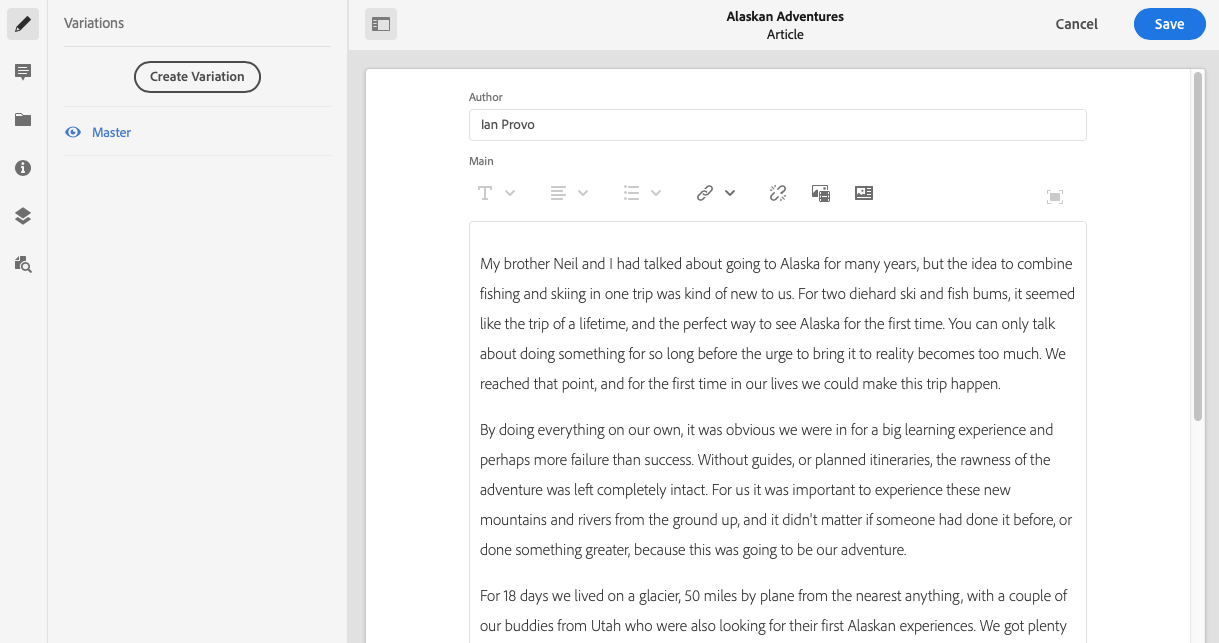 Variations
Create Variation
Master
Alaskan Adventures
Article
Cancel
Save
Author
Ian Provo
Main
My brother Neil and I had talked about going to Alaska for many years, but the idea to combine
fishing and skiing in one trip was kind of new to us. For two diehard ski and fish bums, it seemed
like the trip of a lifetime, and the perfect way to see Alaska for the first time. You can only talk
about doing something for so long before the urge to bring it to reality becomes too much. We
reached that point, and for the first time in our lives we could make this trip happen.
By doing everything on our own, it was obvious we were in for a big learning experience and
perhaps more failure than success. Without guides, or planned itineraries, the rawness of the
adventure was left completely intact. For us it was important to experience these new
mountains and rivers from the ground up, and it didn't matter if someone had done it before, or
done something greater, because this was going to be our adventure.
For 18 days we lived on a glacier, 50 miles by plane from the nearest anything, with a couple of
our buddies from Utah who were also looking for their first Alaskan experiences. We got plenty